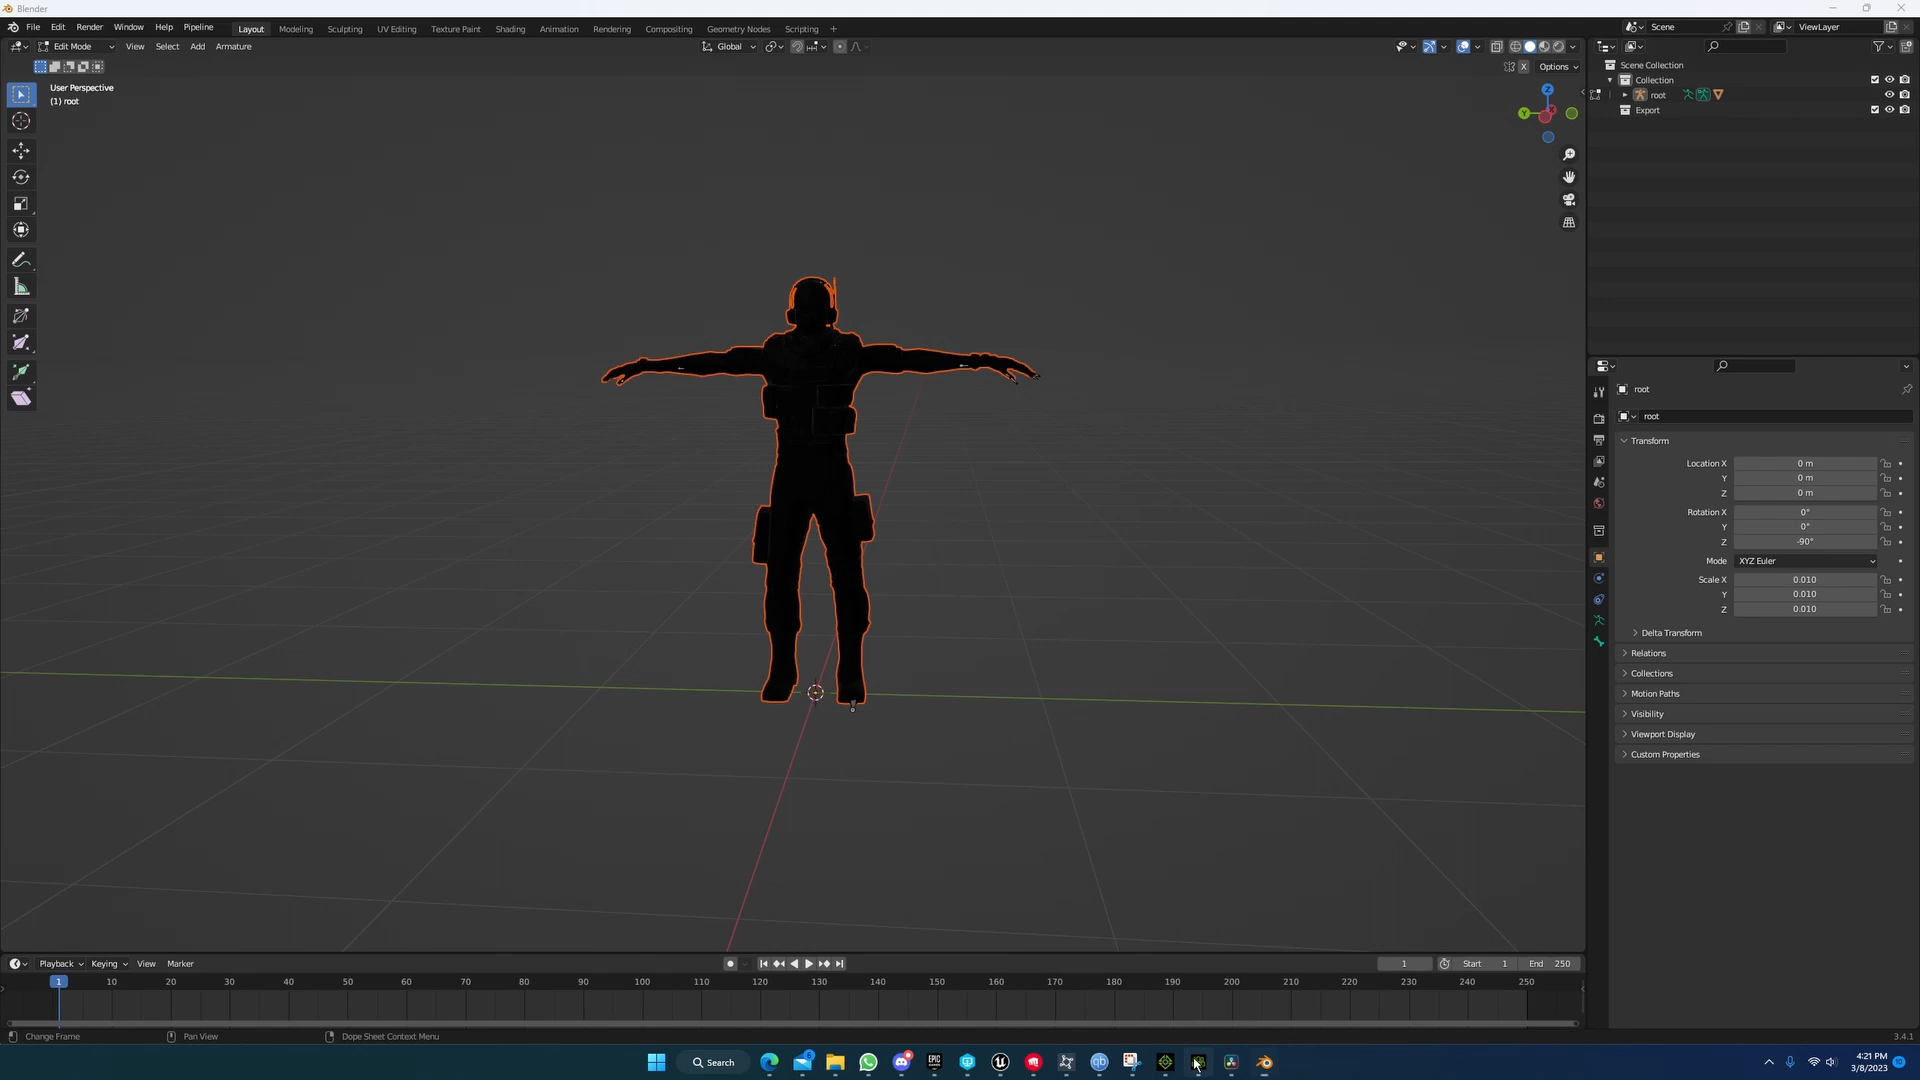 Blender
File Edit Render Window Help Pipeline Layout Modeling Sculpting UV Editing Texture Paint Shading Animation Rendering Compositing Geometry Nodes Scripting + Scene ViewLayer
Edit Mode View Select Add Armature Global
X Options
User Perspective
(1) root
Z
Y
Scene Collection
Collection
root
Export
root
root
Transform
Location X 0 m
Y 0 m
Z 0 m
Rotation X 0°
Y 0°
Z -90°
Mode XYZ Euler
Scale X 0.010
Y 0.010
Z 0.010
Delta Transform
Relations
Collections
Motion Paths
Visibility
Viewport Display
Custom Properties
Playback Keying View Marker 1 Start 1 End 250
1 10 20 30 40 50 60 70 80 90 100 110 120 130 140 150 160 170 180 190 200 210 220 230 240 250
Change Frame Pan View Dope Sheet Context Menu 3.4.1
Search
EPIC
qb
4:21 PM
3/8/2023
10